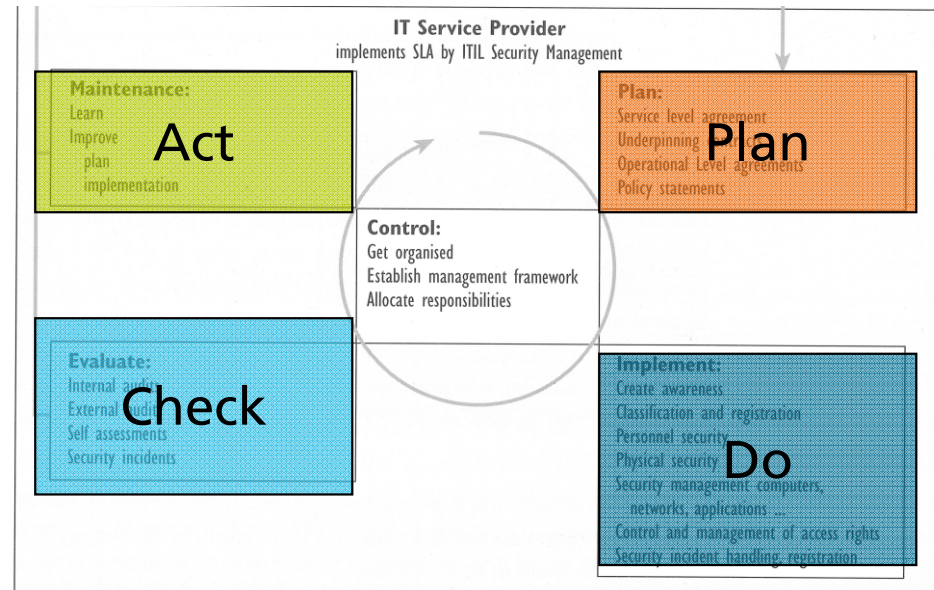 IT Service Provider
implements SLA by ITIL Security Management
Maintenance:
Learn
Improve
plan
implementation
Act
Plan:
Service level agreement
Underpinning contracts
Operational Level agreements
Policy statements
Plan
Control:
Get organised
Establish management framework
Allocate responsibilities
Evaluate:
Internal audits
External audits
Self assessments
Security incidents
Check
Implement:
Create awareness
Classification and registration
Personnel security
Physical security
Security management computers,
networks, applications ...
Control and management of access rights
Security incident handling, registration
Do